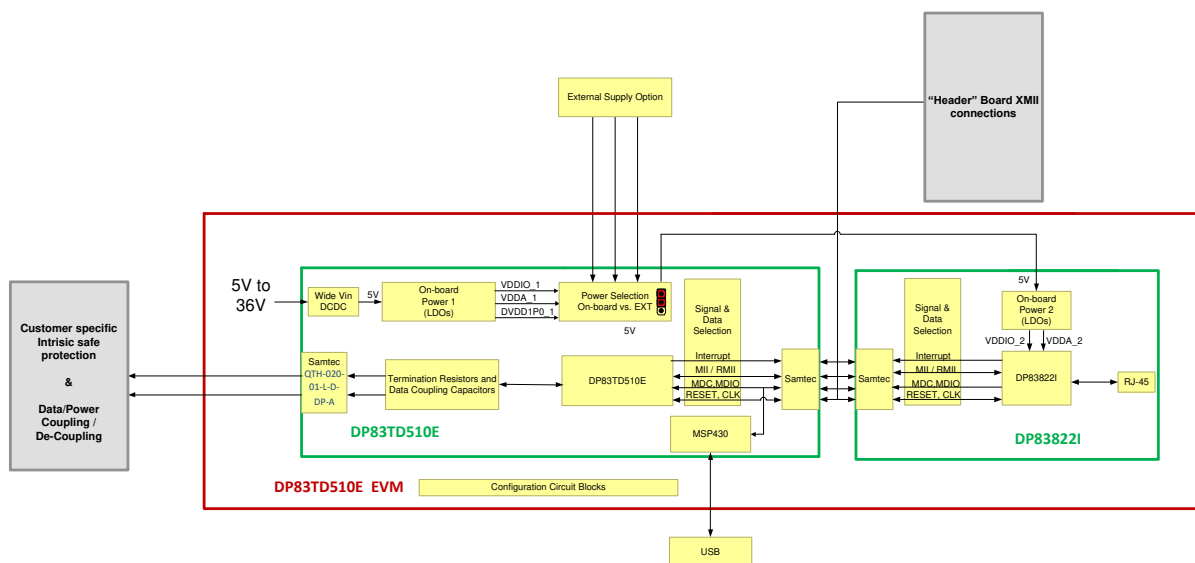 External Supply Option
“Header” Board XMII
connections
5V to
36V
Wide Vin
DCDC
5V
On-board
Power 1
(LDOs)
VDDIO_1
VDDA_1
DVDD1P0_1
Power Selection
On-board vs. EXT
5V
Signal &
Data
Selection
Signal &
Data
Selection
5V
On-board
Power 2
(LDOs)
VDDIO_2
VDDA_2
Customer specific
Intrisic safe
protection
&
Data/Power
Coupling /
De-Coupling
Samtec
QTH-020-
01-L-D-
DP-A
Termination Resistors and
Data Coupling Capacitors
DP83TD510E
Interrupt
MII / RMII
MDC,MDIO
RESET, CLK
Samtec
Samtec
Interrupt
MII / RMII
MDC,MDIO
RESET, CLK
DP83822I
RJ-45
MSP430
DP83TD510E
DP83822I
DP83TD510E EVM
Configuration Circuit Blocks
USB